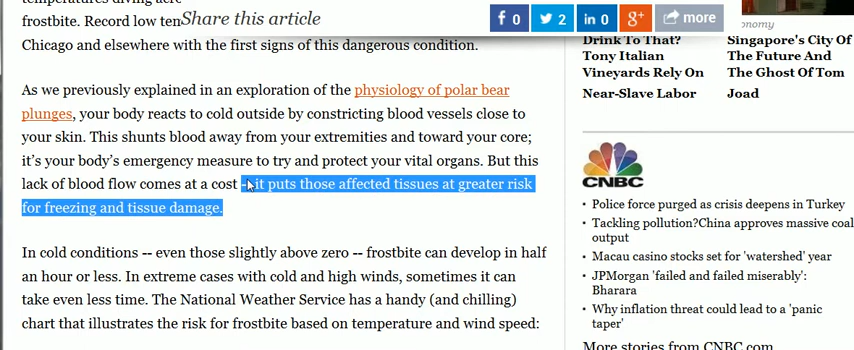 temperatures diving
frostbite. Record low
Share this article
f 0
2
in 0
g+
more
Chicago and elsewhere with the first signs of this dangerous condition.
As we previously explained in an exploration of the physiology of polar bear
plunges, your body reacts to cold outside by constricting blood vessels close to
your skin. This shunts blood away from your extremities and toward your core;
it's your body's emergency measure to try and protect your vital organs. But this
lack of blood flow comes at a cost - it puts those affected tissues at greater risk
for freezing and tissue damage.
In cold conditions -- even those slightly above zero -- frostbite can develop in half
an hour or less. In extreme cases with cold and high winds, sometimes it can
take even less time. The National Weather Service has a handy (and chilling)
chart that illustrates the risk for frostbite based on temperature and wind speed:
Drink To That?
Tony Italian
Vineyards Rely On
Near-Slave Labor
onomy
Singapore's City Of
The Future And
The Ghost Of Tom
Joad
CNBC
• Police force purged as crisis deepens in Turkey
• Tackling pollution?China approves massive coal
output
• Macau casino stocks set for 'watershed' year
• JPMorgan 'failed and failed miserably':
Bharara
• Why inflation threat could lead to a 'panic
taper'
More stories from CNBC.com